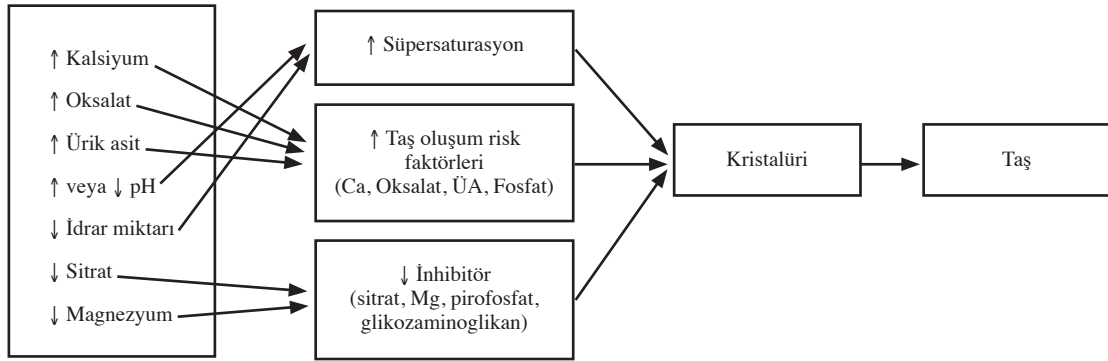 ↑ Kalsiyum
↑ Oksalat
↑ Ürik asit
↑ veya ↓ pH
↓ İdrar miktarı
↓ Sitrat
↓ Magnezyum
↑ Süpersaturasyon
↑ Taş oluşum risk
faktörleri
(Ca, Oksalat, ÜA, Fosfat)
↓ İnhibitör
(sitrat, Mg, pirofosfat,
glikozaminoglikan)
Kristalüri
Taş